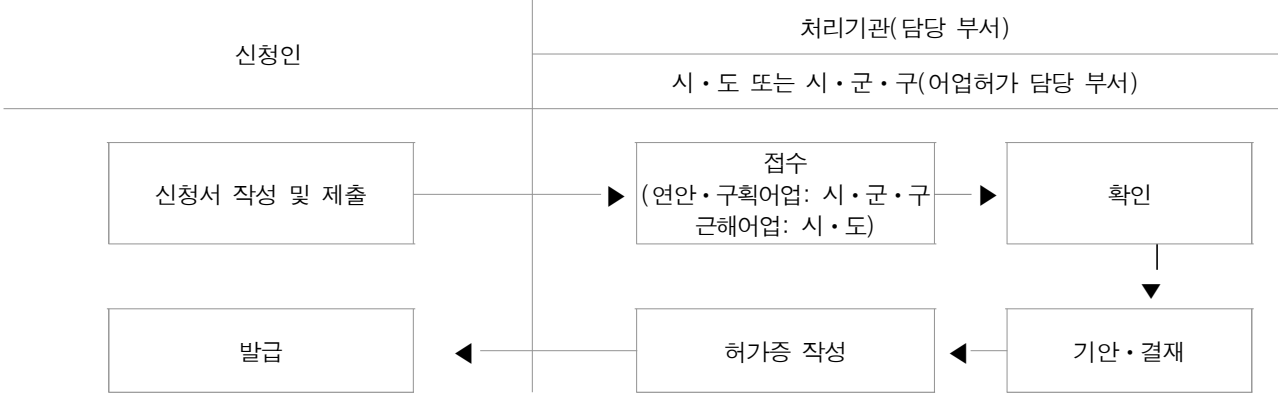 신청인
처리기관(담당 부서)
시・도 또는 시・군・구(어업허가 담당 부서)
신청서 작성 및 제출
접수
(연안・구획어업: 시・군・구
근해어업: 시・도)
확인
발급
허가증 작성
기안・결재